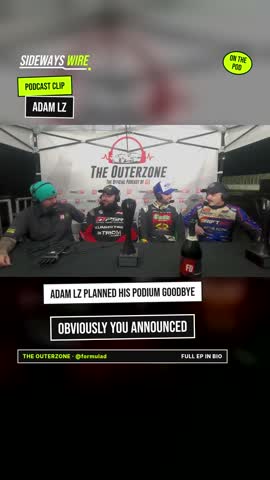 SIDEWAYS WIRE
ON THE POD
PODCAST CLIP
ADAM LZ
THE OUTERZONE
THE OFFICIAL PODCAST OF FD
FD
ADAM LZ PLANNED HIS PODIUM GOODBYE
OBVIOUSLY YOU ANNOUNCED
THE OUTERZONE · @formulad
FULL EP IN BIO